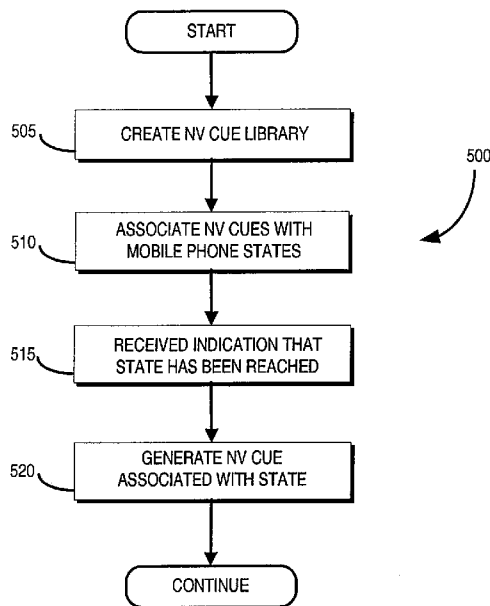 START
505
CREATE NV CUE LIBRARY
500
510
ASSOCIATE NV CUES WITH
MOBILE PHONE STATES
515
RECEIVED INDICATION THAT
STATE HAS BEEN REACHED
520
GENERATE NV CUE
ASSOCIATED WITH STATE
CONTINUE